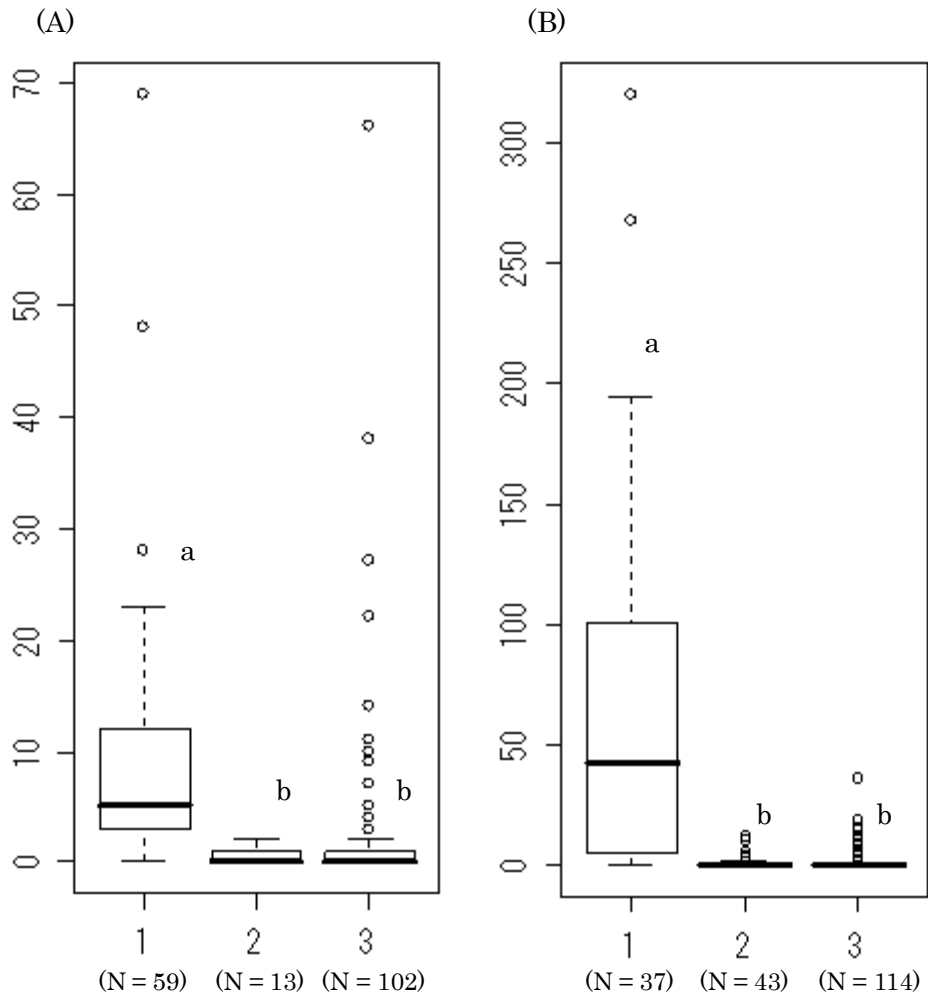 (A) (B)
70
60
50
40
30
20
10
0
a
b
b
1 2 3
(N = 59) (N = 13) (N = 102)
300
250
200
150
100
50
0
a
b
b
1 2 3
(N = 37) (N = 43) (N = 114)